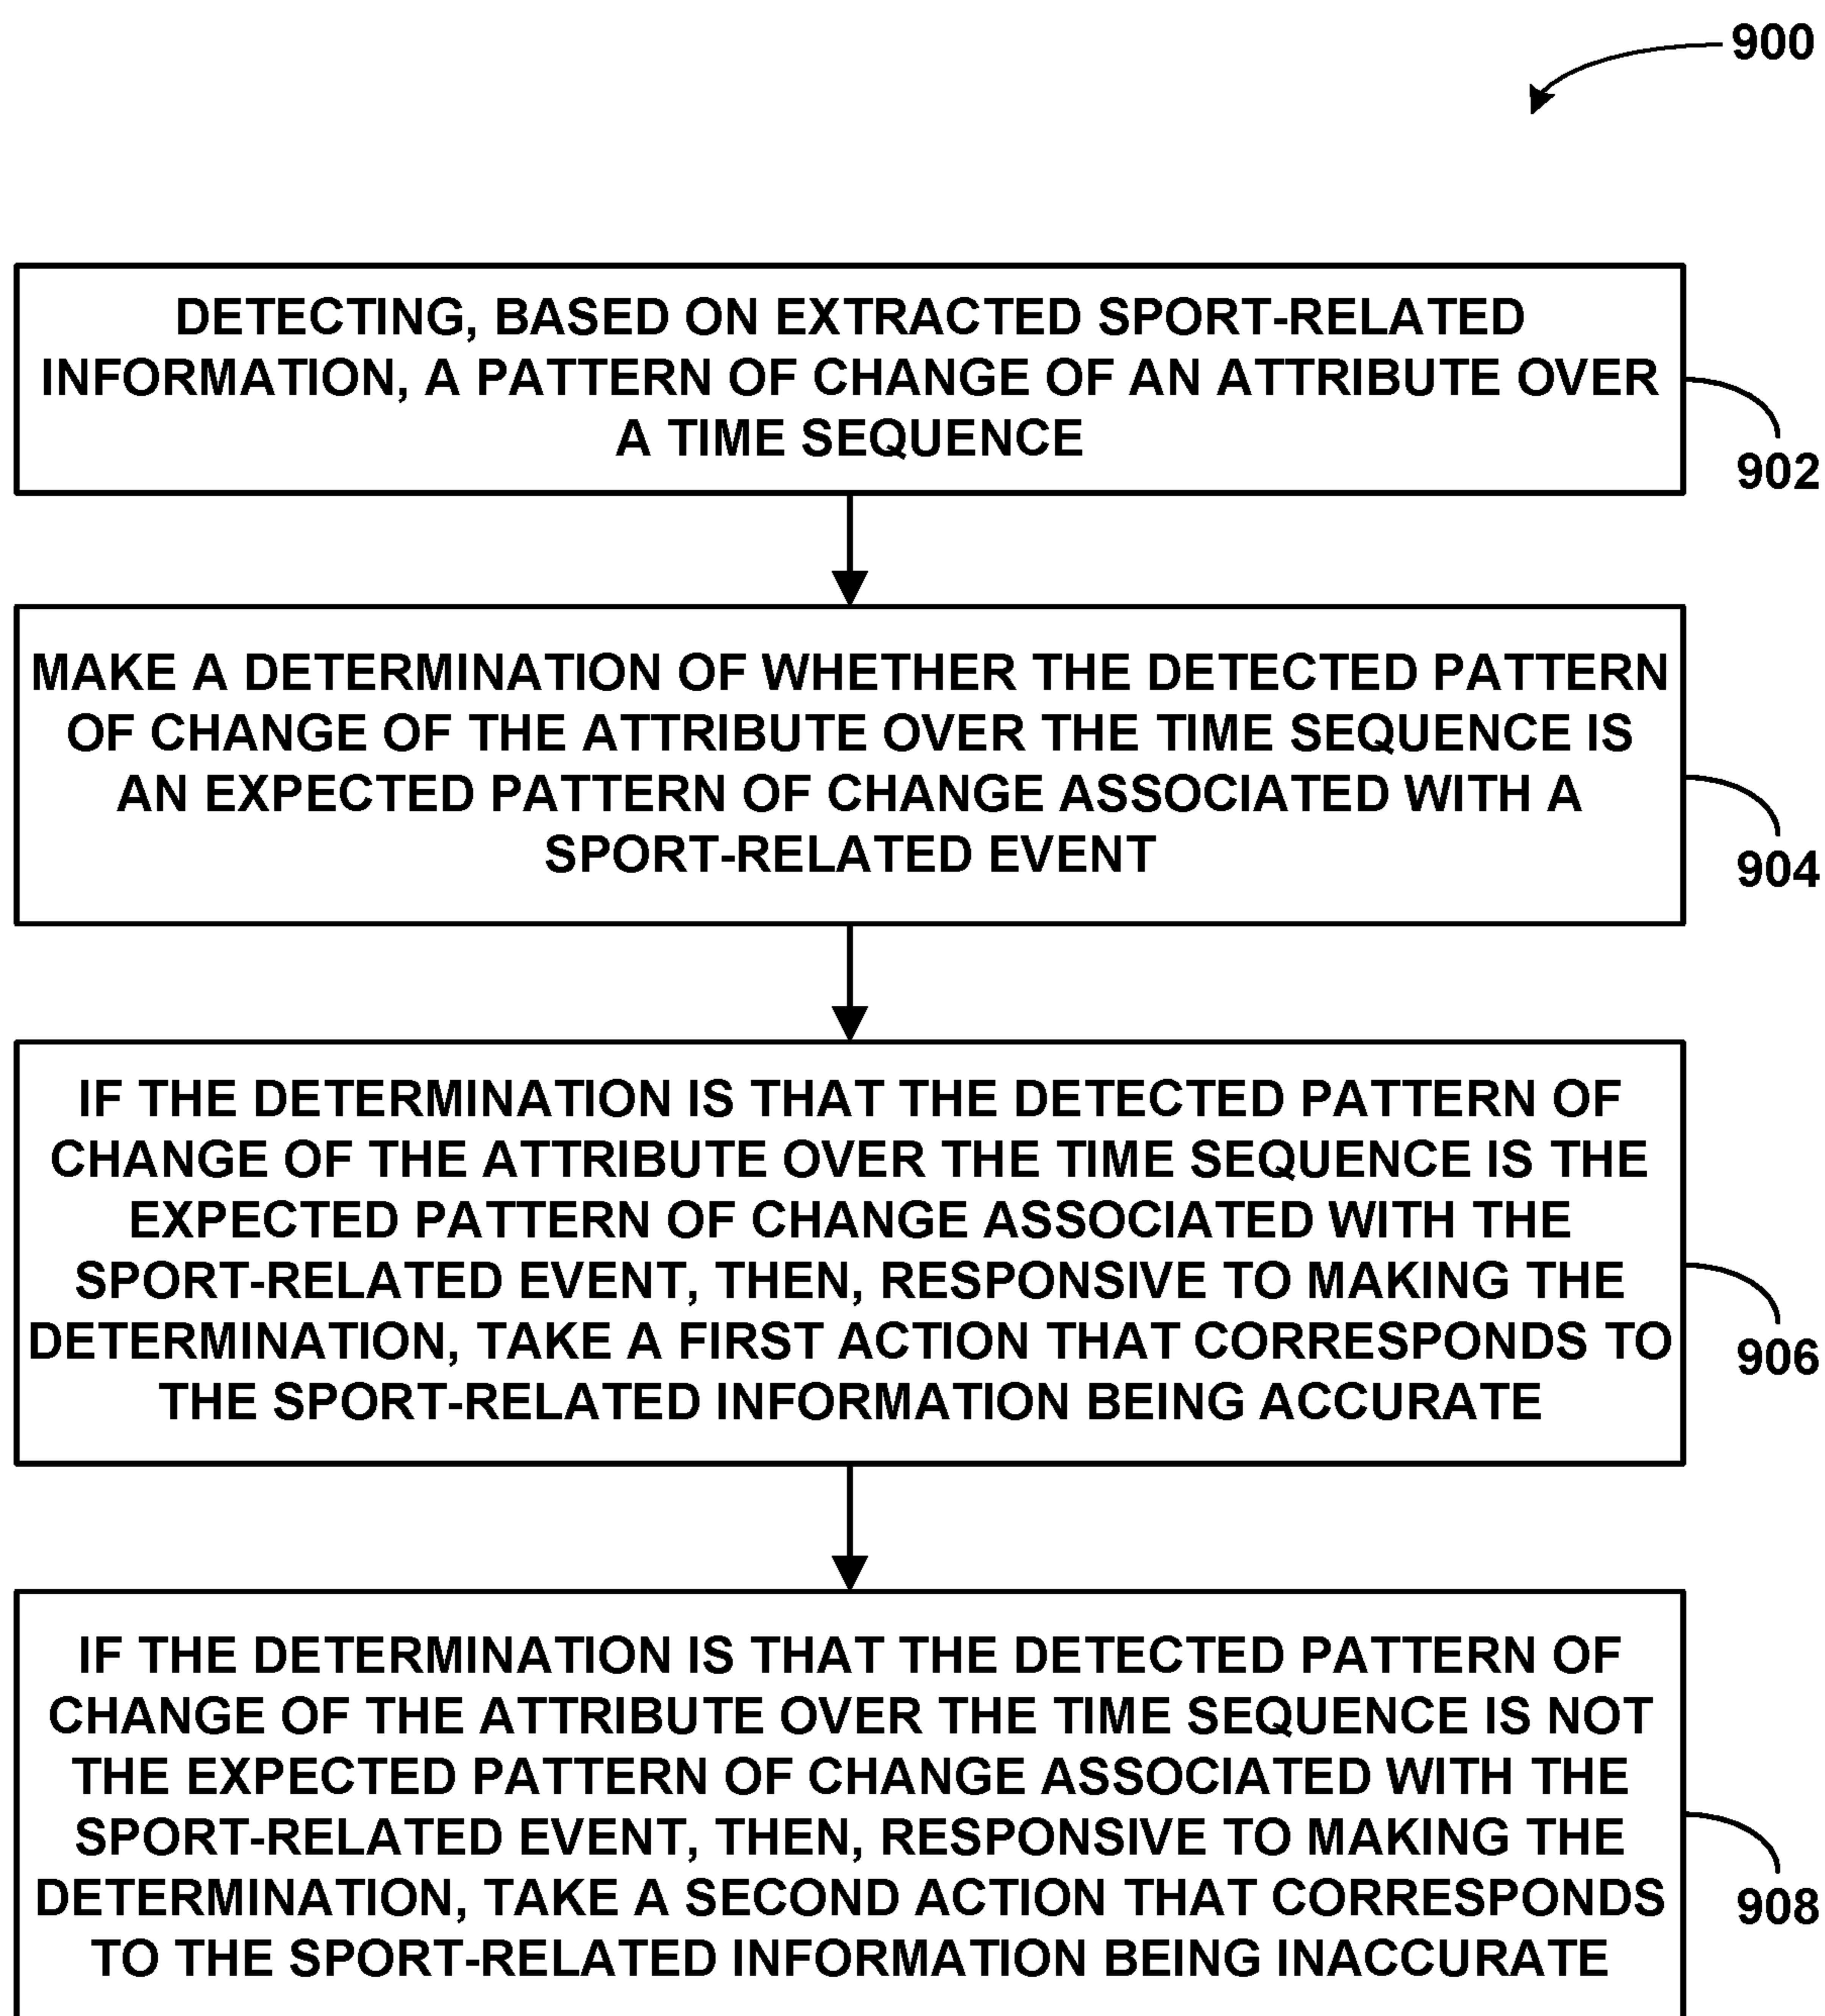 900
DETECTING, BASED ON EXTRACTED SPORT-RELATED
INFORMATION, A PATTERN OF CHANGE OF AN ATTRIBUTE OVER
A TIME SEQUENCE
902
MAKE A DETERMINATION OF WHETHER THE DETECTED PATTERN
OF CHANGE OF THE ATTRIBUTE OVER THE TIME SEQUENCE IS
AN EXPECTED PATTERN OF CHANGE ASSOCIATED WITH A
SPORT-RELATED EVENT
904
IF THE DETERMINATION IS THAT THE DETECTED PATTERN OF
CHANGE OF THE ATTRIBUTE OVER THE TIME SEQUENCE IS THE
EXPECTED PATTERN OF CHANGE ASSOCIATED WITH THE
SPORT-RELATED EVENT, THEN, RESPONSIVE TO MAKING THE
DETERMINATION, TAKE A FIRST ACTION THAT CORRESPONDS TO
THE SPORT-RELATED INFORMATION BEING ACCURATE
906
IF THE DETERMINATION IS THAT THE DETECTED PATTERN OF
CHANGE OF THE ATTRIBUTE OVER THE TIME SEQUENCE IS NOT
THE EXPECTED PATTERN OF CHANGE ASSOCIATED WITH THE
SPORT-RELATED EVENT, THEN, RESPONSIVE TO MAKING THE
DETERMINATION, TAKE A SECOND ACTION THAT CORRESPONDS
TO THE SPORT-RELATED INFORMATION BEING INACCURATE
908